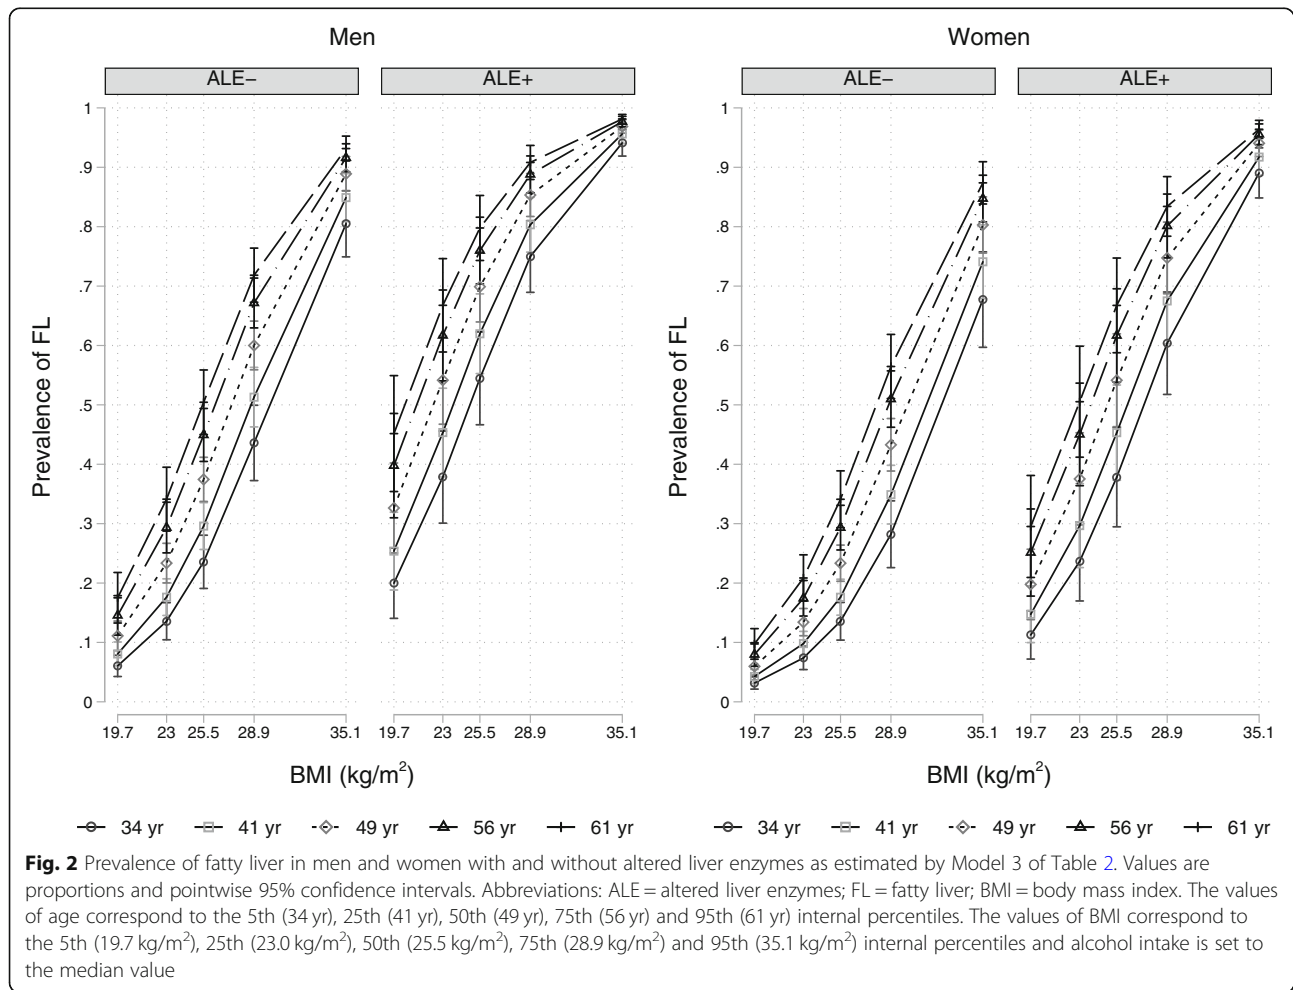 Men
Women
ALE−
ALE+
ALE−
ALE+
Prevalence of FL
1
.9
.8
.7
.6
.5
.4
.3
.2
.1
0
19.7 23 25.5 28.9 35.1
19.7 23 25.5 28.9 35.1
BMI (kg/m²)
34 yr 41 yr 49 yr 56 yr 61 yr
Prevalence of FL
1
.9
.8
.7
.6
.5
.4
.3
.2
.1
0
19.7 23 25.5 28.9 35.1
19.7 23 25.5 28.9 35.1
BMI (kg/m²)
34 yr 41 yr 49 yr 56 yr 61 yr
Fig. 2 Prevalence of fatty liver in men and women with and without altered liver enzymes as estimated by Model 3 of Table 2. Values are
proportions and pointwise 95% confidence intervals. Abbreviations: ALE = altered liver enzymes; FL = fatty liver; BMI = body mass index. The values
of age correspond to the 5th (34 yr), 25th (41 yr), 50th (49 yr), 75th (56 yr) and 95th (61 yr) internal percentiles. The values of BMI correspond to
the 5th (19.7 kg/m²), 25th (23.0 kg/m²), 50th (25.5 kg/m²), 75th (28.9 kg/m²) and 95th (35.1 kg/m²) internal percentiles and alcohol intake is set to
the median value